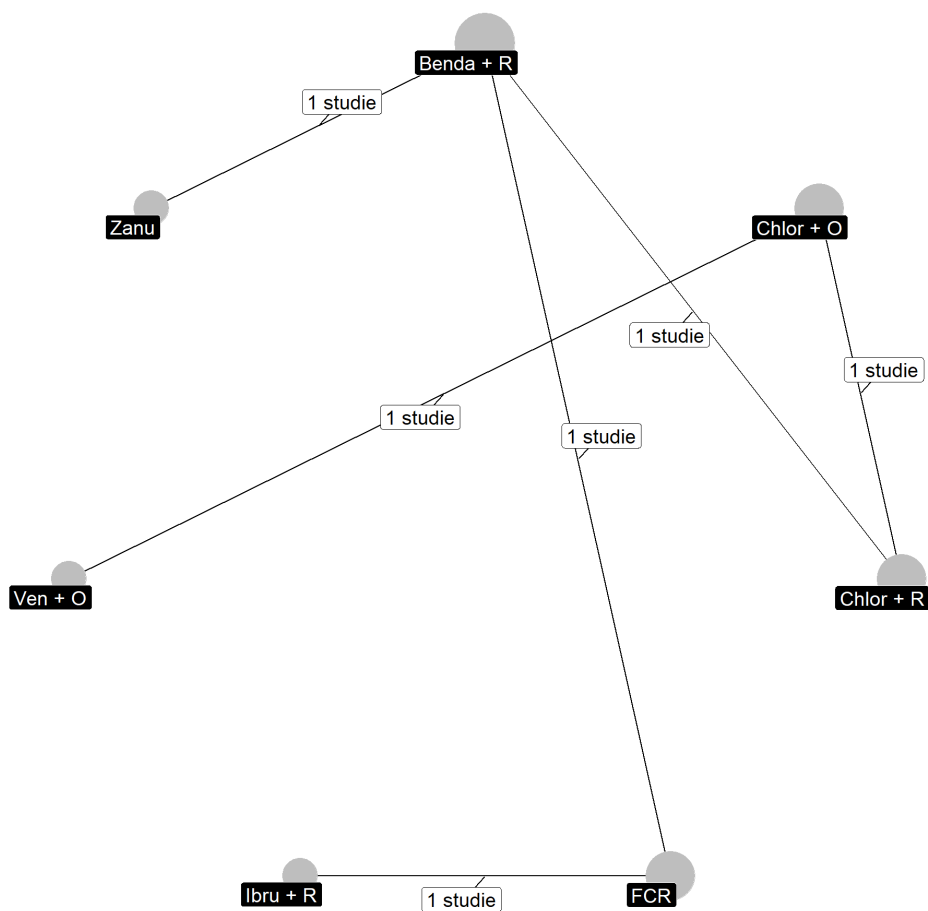 Benda + R
1 studie
Zanu
Chlor + O
1 studie
1 studie
1 studie
1 studie
Ven + O
Chlor + R
Ibru + R
1 studie
FCR